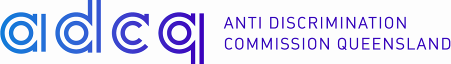 adcq
ANTI DISCRIMINATION
COMMISSION QUEENSLAND